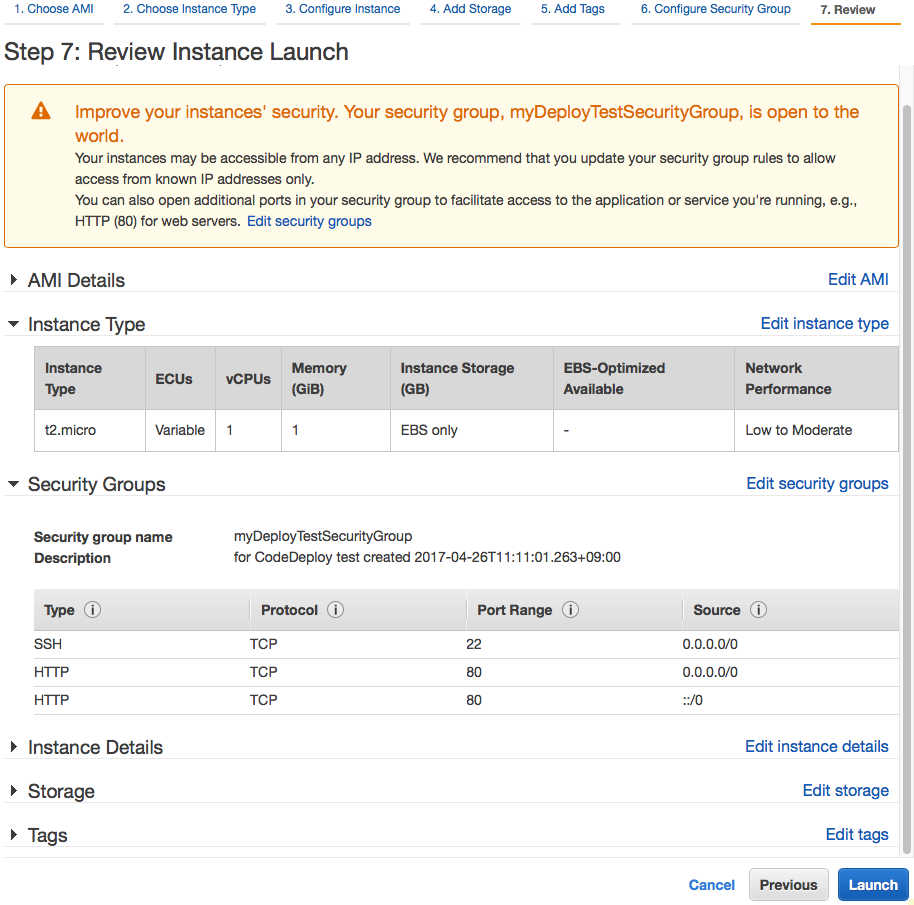 1. Choose AMI 2. Choose Instance Type 3. Configure Instance 4. Add Storage 5. Add Tags 6. Configure Security Group 7. Review
Step 7: Review Instance Launch
Improve your instances' security. Your security group, myDeployTestSecurityGroup, is open to the
world.
Your instances may be accessible from any IP address. We recommend that you update your security group rules to allow
access from known IP addresses only.
You can also open additional ports in your security group to facilitate access to the application or service you're running, e.g.,
HTTP (80) for web servers. Edit security groups
AMI Details Edit AMI
Instance Type Edit instance type
Instance Type ECUs vCPUs Memory (GiB) Instance Storage (GB) EBS-Optimized Available Network Performance
t2.micro Variable 1 1 EBS only - Low to Moderate
Security Groups Edit security groups
Security group name myDeployTestSecurityGroup
Description for CodeDeploy test created 2017-04-26T11:11:01.263+09:00
Type i Protocol i Port Range i Source i
SSH TCP 22 0.0.0.0/0
HTTP TCP 80 0.0.0.0/0
HTTP TCP 80 ::/0
Instance Details Edit instance details
Storage Edit storage
Tags Edit tags
Cancel Previous Launch